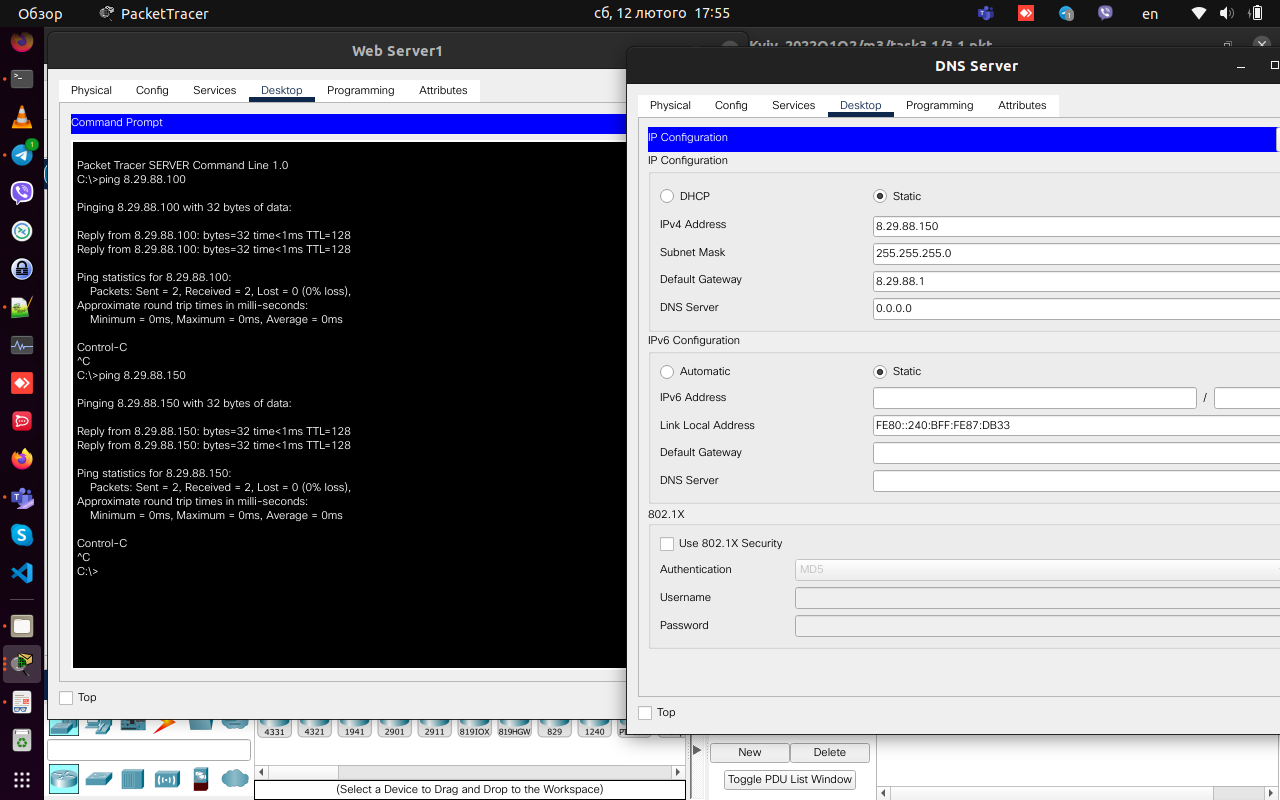 Обзор
PacketTracer
сб, 12 лютого 17:55
en
Web Server1
Physical
Config
Services
Desktop
Programming
Attributes
Command Prompt
Packet Tracer SERVER Command Line 1.0
C:\>ping 8.29.88.100
Pinging 8.29.88.100 with 32 bytes of data:
Reply from 8.29.88.100: bytes=32 time<1ms TTL=128
Reply from 8.29.88.100: bytes=32 time<1ms TTL=128
Ping statistics for 8.29.88.100:
Packets: Sent = 2, Received = 2, Lost = 0 (0% loss),
Approximate round trip times in milli-seconds:
Minimum = 0ms, Maximum = 0ms, Average = 0ms
Control-C
^C
C:\>ping 8.29.88.150
Pinging 8.29.88.150 with 32 bytes of data:
Reply from 8.29.88.150: bytes=32 time<1ms TTL=128
Reply from 8.29.88.150: bytes=32 time<1ms TTL=128
Ping statistics for 8.29.88.150:
Packets: Sent = 2, Received = 2, Lost = 0 (0% loss),
Approximate round trip times in milli-seconds:
Minimum = 0ms, Maximum = 0ms, Average = 0ms
Control-C
^C
C:\>
Top
DNS Server
Physical
Config
Services
Desktop
Programming
Attributes
IP Configuration
IP Configuration
DHCP
Static
IPv4 Address
8.29.88.150
Subnet Mask
255.255.255.0
Default Gateway
8.29.88.1
DNS Server
0.0.0.0
IPv6 Configuration
Automatic
Static
IPv6 Address
/
Link Local Address
FE80::240:BFF:FE87:DB33
Default Gateway
DNS Server
802.1X
Use 802.1X Security
Authentication
MD5
Username
Password
Top
4331
4321
1941
2901
2911
819IOX
819HGW
829
1240
(Select a Device to Drag and Drop to the Workspace)
New
Delete
Toggle PDU List Window